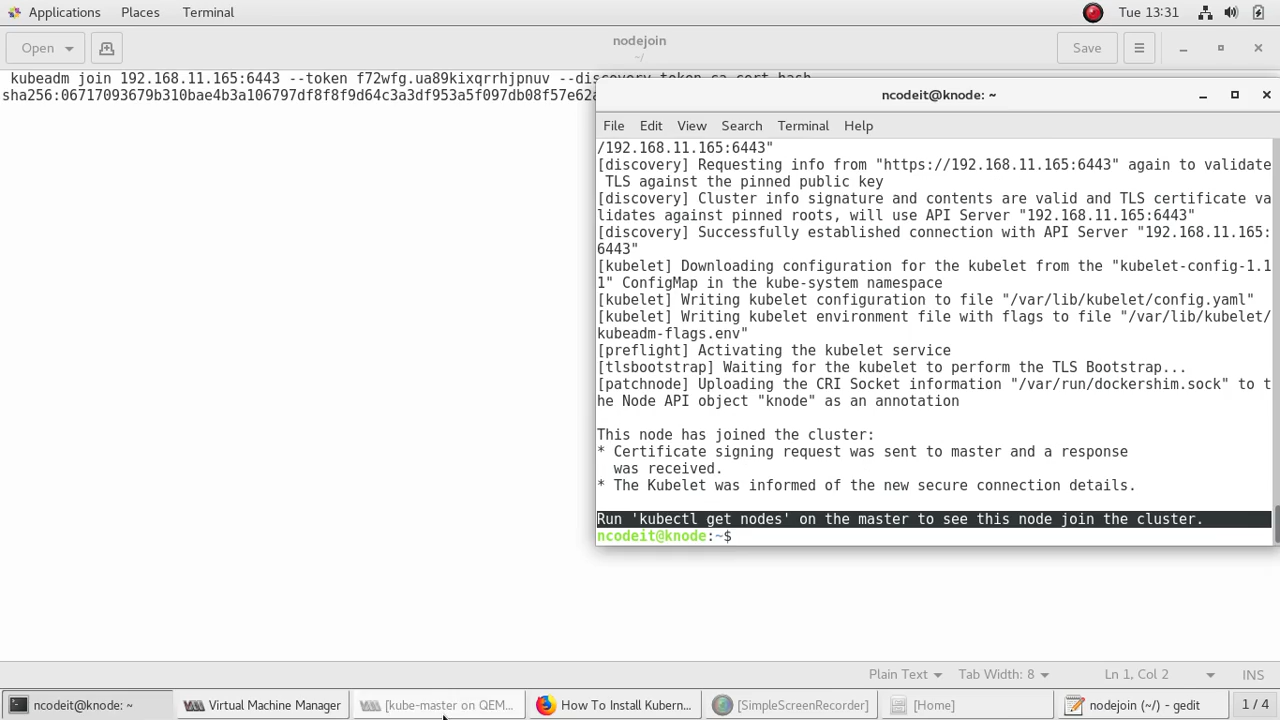 Applications Places Terminal Tue 13:31
Open nodejoin Save
~/
kubeadm join 192.168.11.165:6443 --token f72wfg.ua89kixqrrhjpnuv --discovery-token-ca-cert-hash
sha256:06717093679b310bae4b3a106797df8f8f9d64c3a3df953a5f097db08f57e62a
ncodeit@knode: ~
File Edit View Search Terminal Help
/192.168.11.165:6443"
[discovery] Requesting info from "https://192.168.11.165:6443" again to validate
TLS against the pinned public key
[discovery] Cluster info signature and contents are valid and TLS certificate va
lidates against pinned roots, will use API Server "192.168.11.165:6443"
[discovery] Successfully established connection with API Server "192.168.11.165:
6443"
[kubelet] Downloading configuration for the kubelet from the "kubelet-config-1.1
1" ConfigMap in the kube-system namespace
[kubelet] Writing kubelet configuration to file "/var/lib/kubelet/config.yaml"
[kubelet] Writing kubelet environment file with flags to file "/var/lib/kubelet/
kubeadm-flags.env"
[preflight] Activating the kubelet service
[tlsbootstrap] Waiting for the kubelet to perform the TLS Bootstrap...
[patchnode] Uploading the CRI Socket information "/var/run/dockershim.sock" to t
he Node API object "knode" as an annotation
This node has joined the cluster:
* Certificate signing request was sent to master and a response
was received.
* The Kubelet was informed of the new secure connection details.
Run 'kubectl get nodes' on the master to see this node join the cluster.
ncodeit@knode:~$
Plain Text Tab Width: 8 Ln 1, Col 2 INS
ncodeit@knode: ~ Virtual Machine Manager [kube-master on QEM... How To Install Kubern... [SimpleScreenRecorder] [Home] nodejoin (~/) - gedit 1 / 4